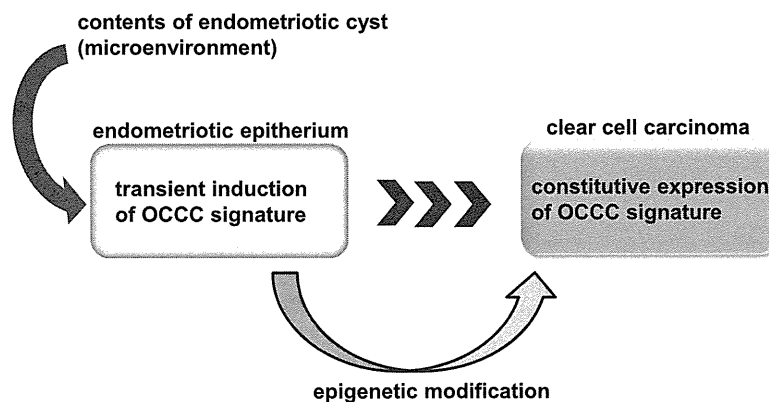 contents of endometriotic cyst
(microenvironment)
endometriotic epitherium
transient induction
of OCCC signature
clear cell carcinoma
constitutive expression
of OCCC signature
epigenetic modification